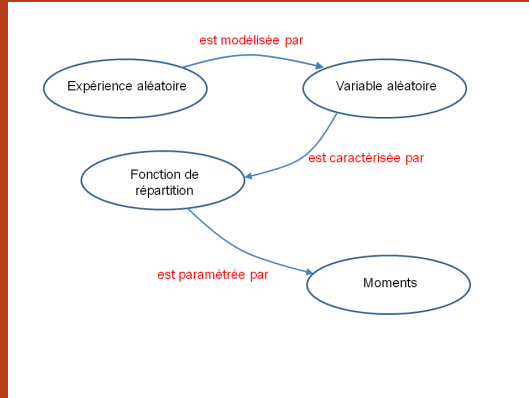 est modélisée par
Expérience aléatoire
Variable aléatoire
est caractérisée par
Fonction de
répartition
est paramétrée par
Moments